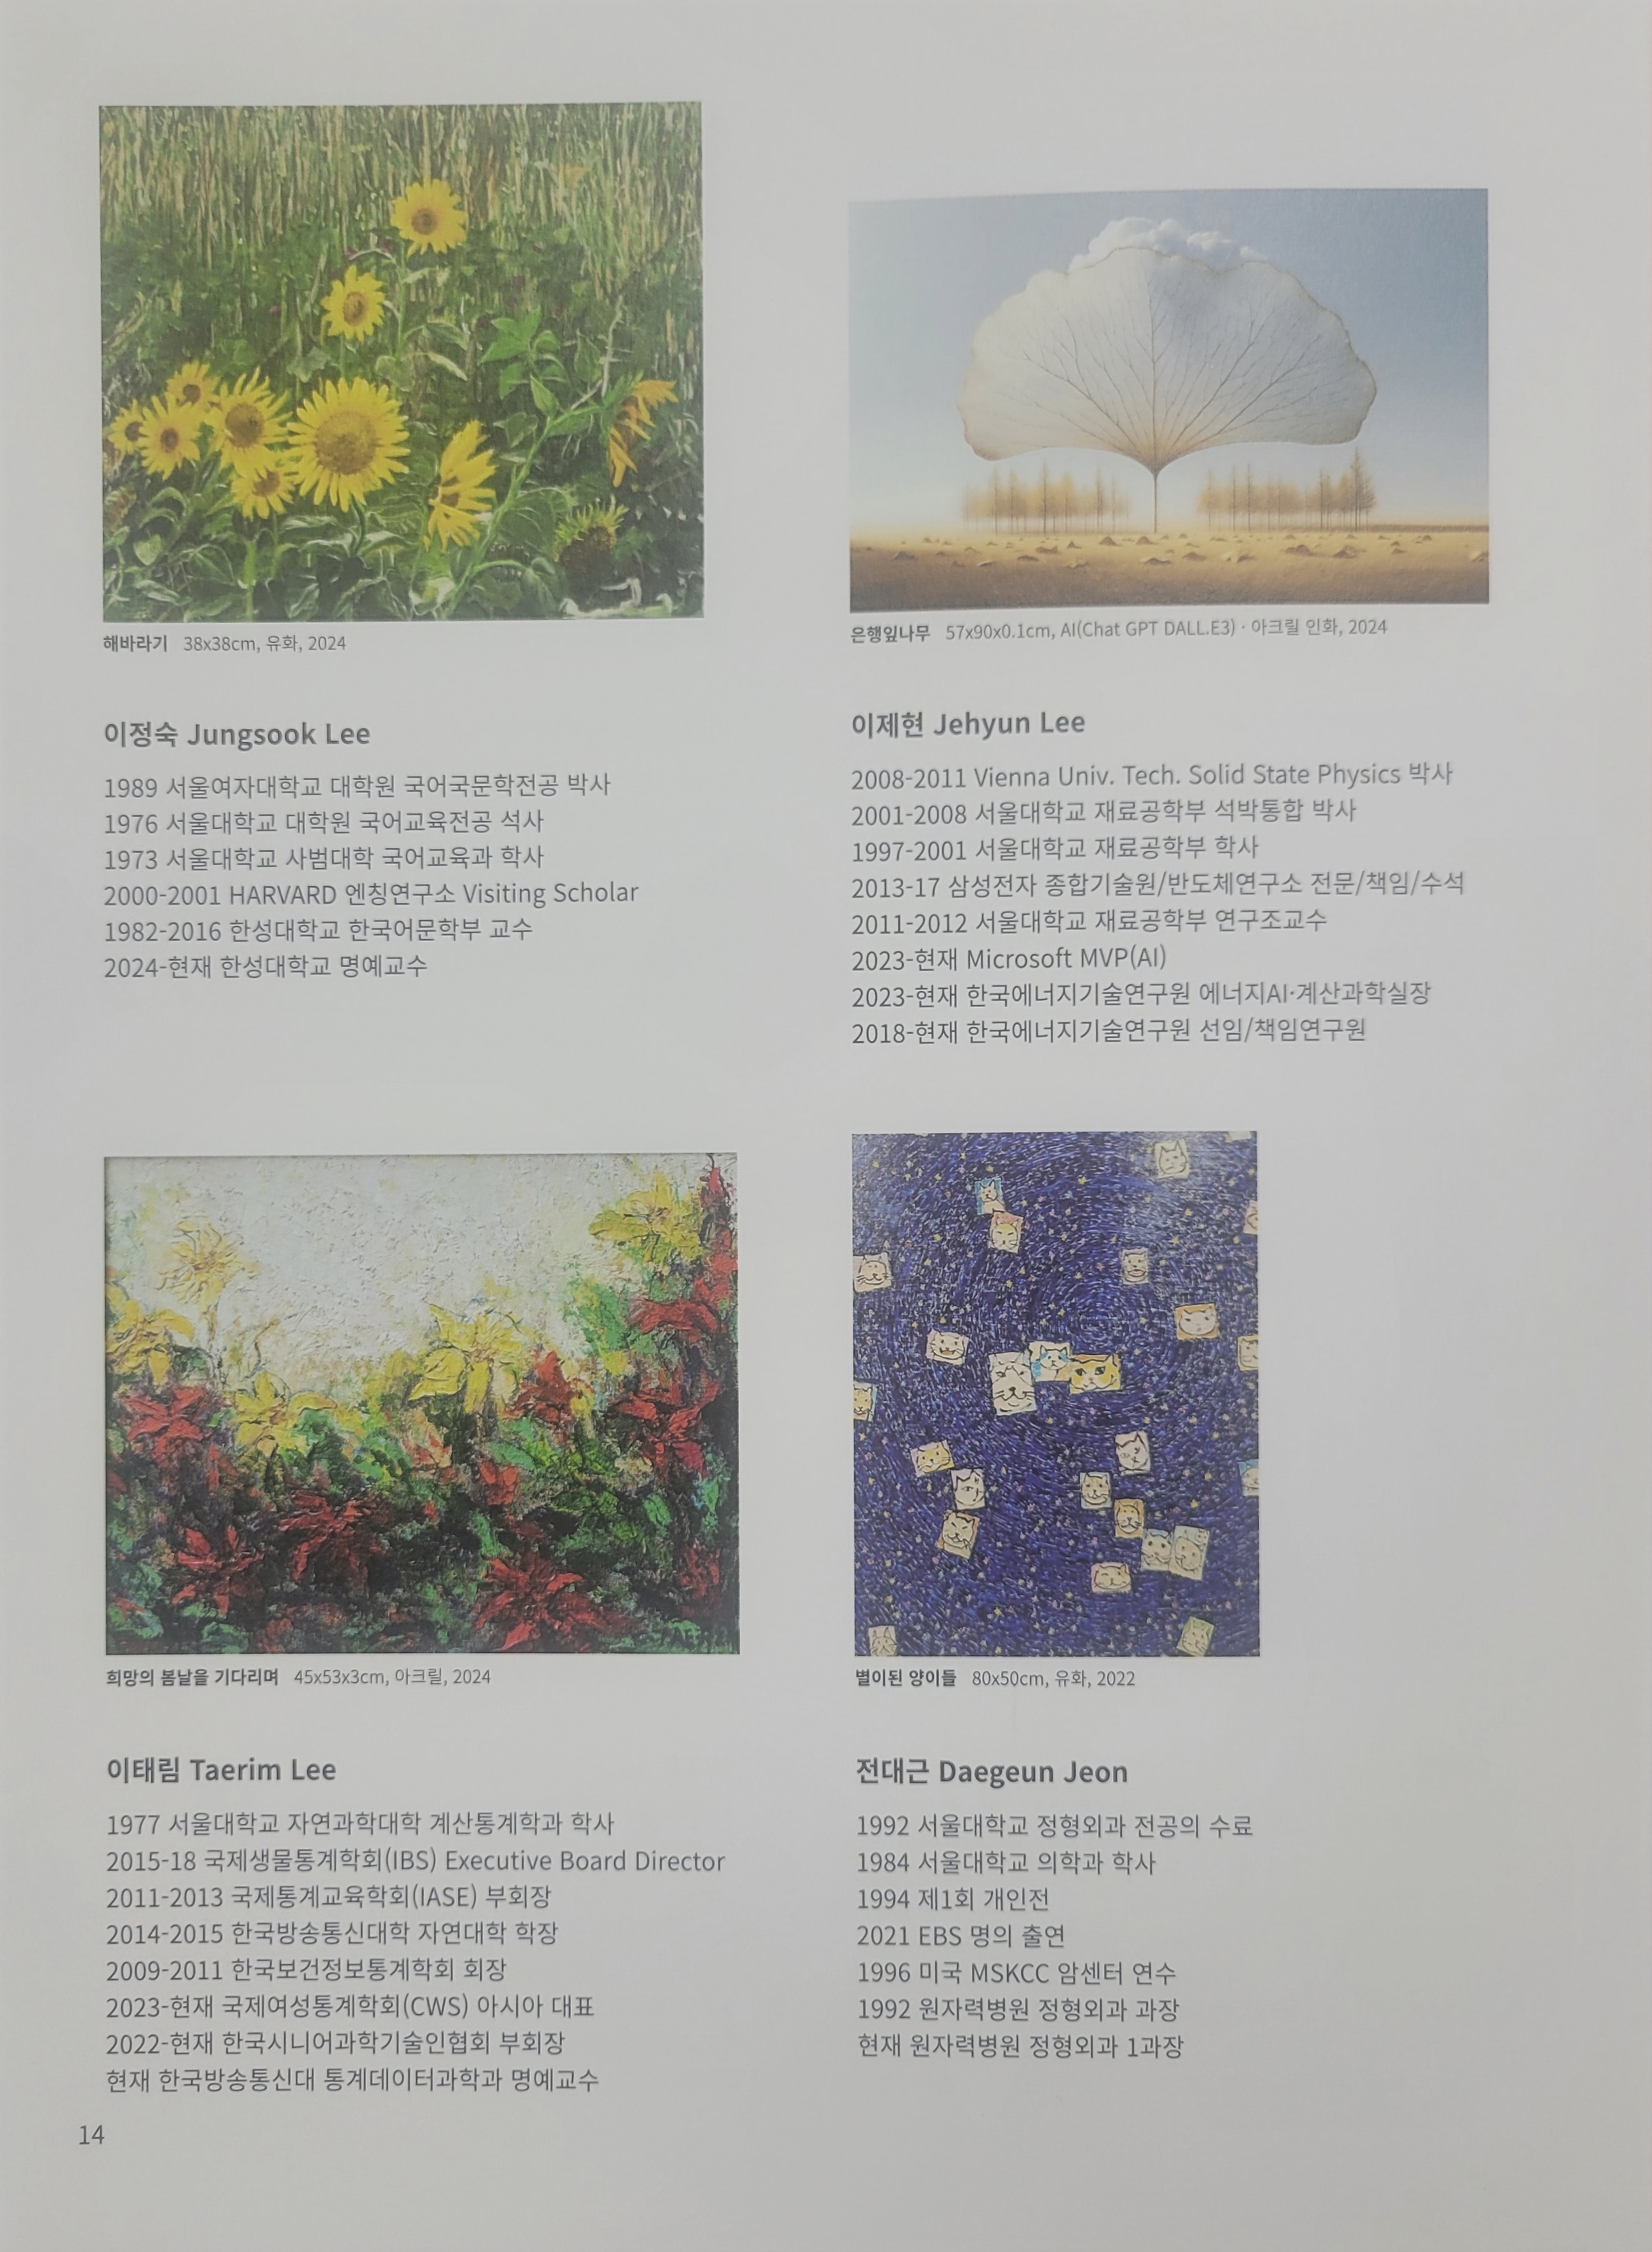 해바라기 38x38cm, 유화, 2024
이정숙 Jungsook Lee
1989 서울여자대학교 대학원 국어국문학전공 박사
1976 서울대학교 대학원 국어교육전공 석사
1973 서울대학교 사범대학 국어교육과 학사
2000-2001 HARVARD 엔칭연구소 Visiting Scholar
1982-2016 한성대학교 한국어문학부 교수
2024-현재 한성대학교 명예교수
은행잎나무 57x90x0.1cm, AI(Chat GPT DALL.E3) · 아크릴 인화, 2024
이제현 Jehyun Lee
2008-2011 Vienna Univ. Tech. Solid State Physics 박사
2001-2008 서울대학교 재료공학부 석박통합 박사
1997-2001 서울대학교 재료공학부 학사
2013-17 삼성전자 종합기술원/반도체연구소 전문/책임/수석
2011-2012 서울대학교 재료공학부 연구조교수
2023-현재 Microsoft MVP(AI)
2023-현재 한국에너지기술연구원 에너지AI·계산과학실장
2018-현재 한국에너지기술연구원 선임/책임연구원
희망의 봄날을 기다리며 45x53x3cm, 아크릴, 2024
이태림 Taerim Lee
1977 서울대학교 자연과학대학 계산통계학과 학사
2015-18 국제생물통계학회(IBS) Executive Board Director
2011-2013 국제통계교육학회(IASE) 부회장
2014-2015 한국방송통신대학 자연대학 학장
2009-2011 한국보건정보통계학회 회장
2023-현재 국제여성통계학회(CWS) 아시아 대표
2022-현재 한국시니어과학기술인협회 부회장
현재 한국방송통신대 통계데이터과학과 명예교수
별이된 양이들 80x50cm, 유화, 2022
전대근 Daegeun Jeon
1992 서울대학교 정형외과 전공의 수료
1984 서울대학교 의학과 학사
1994 제1회 개인전
2021 EBS 명의 출연
1996 미국 MSKCC 암센터 연수
1992 원자력병원 정형외과 과장
현재 원자력병원 정형외과 1과장
14